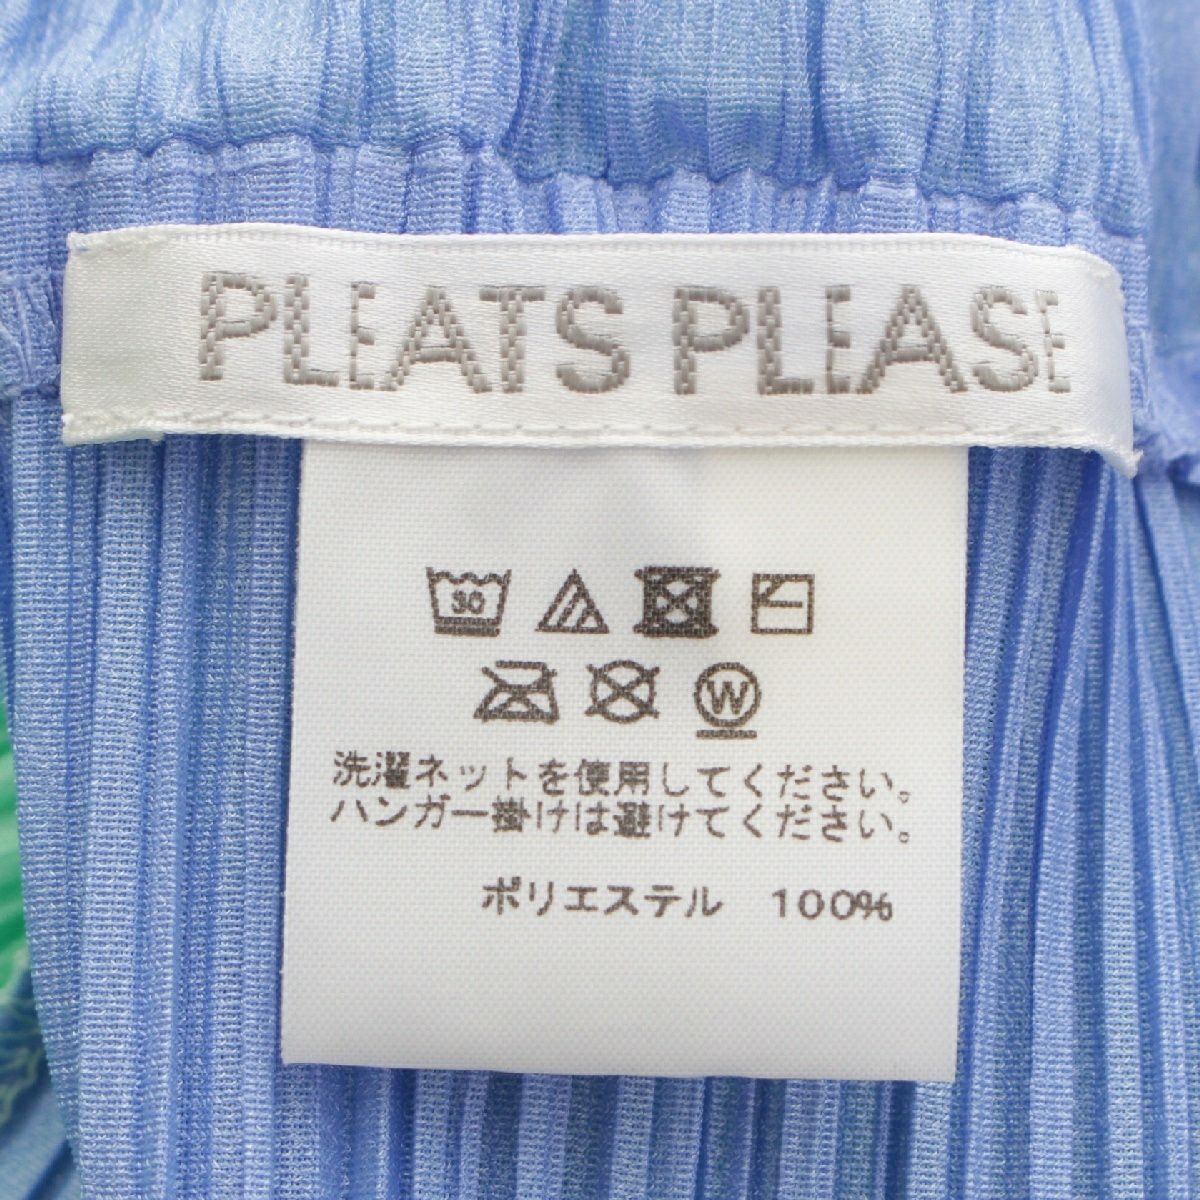 PLEATS PLEASE
30
W
洗濯ネットを使用してください。
ハンガー掛けは避けてください。
ポリエステル 100%